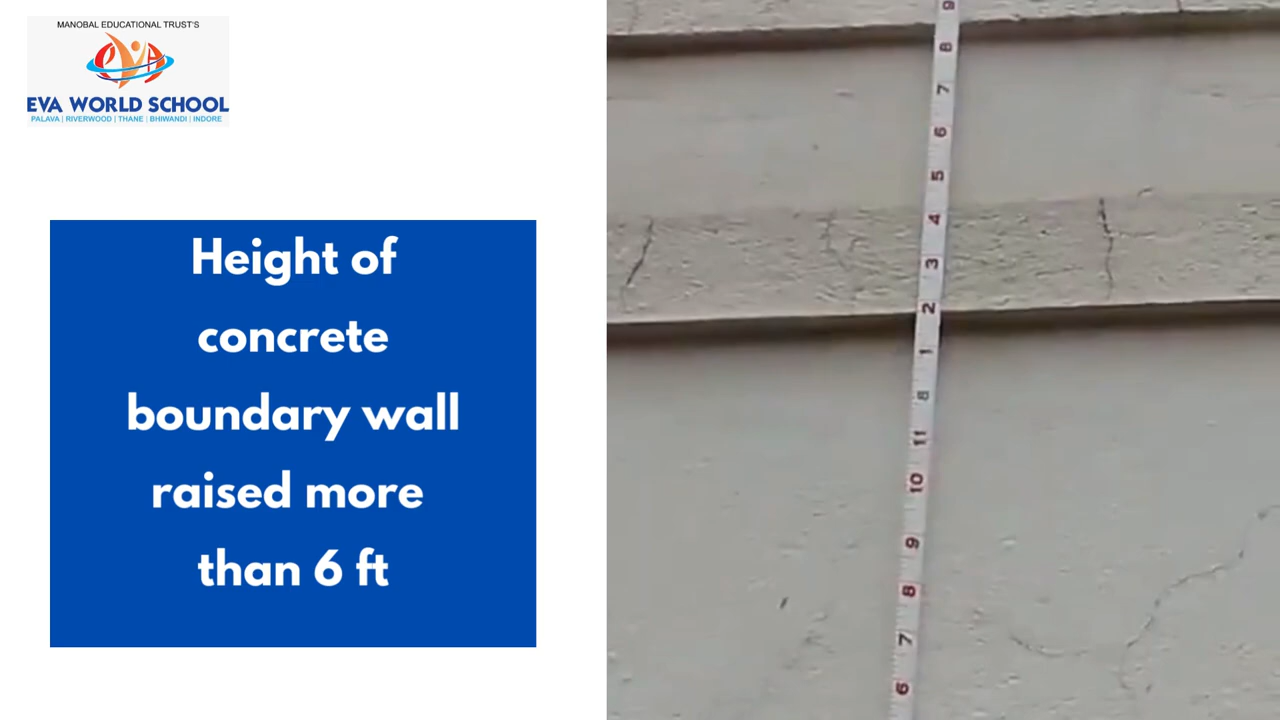 MANOBAL EDUCATIONAL TRUST'S
EVA
EVA WORLD SCHOOL
PALAVA | RIVERWOOD | THANE | BHIWANDI | INDORE
Height of
concrete
boundary wall
raised more
than 6 ft
9
8
7
6
5
4
3
2
1
11
10
9
8
7
6